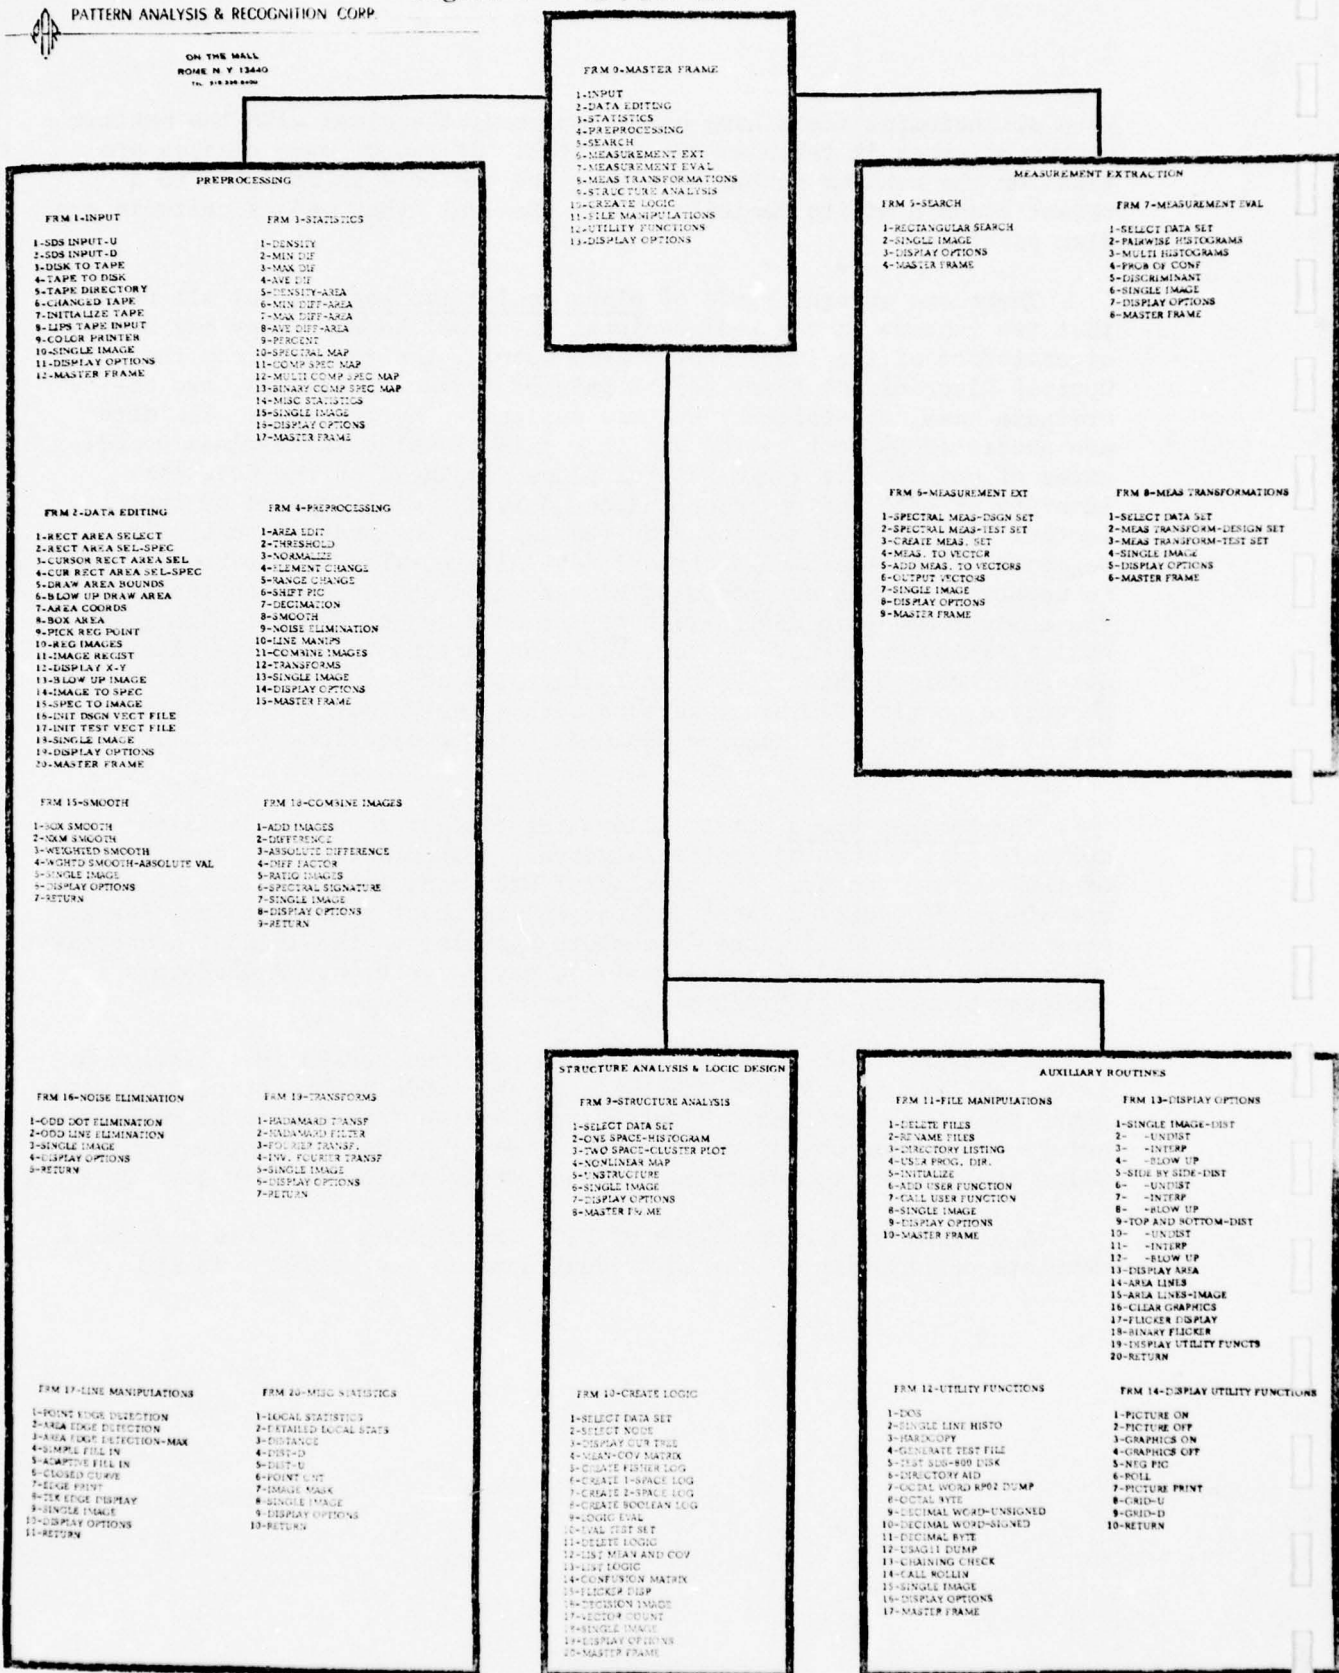 PATTERN ANALYSIS & RECOGNITION CORP.
PAR
ON THE MALL
ROME N Y 13440
FRM 0-MASTER FRAME
1-INPUT
2-DATA EDITING
3-STATISTICS
4-PREPROCESSING
5-SEARCH
6-MEASUREMENT EXT
7-MEASUREMENT EVAL
8-MEAS TRANSFORMATIONS
9-STRUCTURE ANALYSIS
10-CREATE LOGIC
11-FILE MANIPULATIONS
12-UTILITY FUNCTIONS
13-DISPLAY OPTIONS
PREPROCESSING
FRM 1-INPUT
1-SDS INPUT-U
2-SDS INPUT-D
3-DISK TO TAPE
4-TAPE TO DISK
5-TAPE DIRECTORY
6-CHANGED TAPE
7-INITIALIZE TAPE
8-LIPS TAPE INPUT
9-COLOR PRINTER
10-SINGLE IMAGE
11-DISPLAY OPTIONS
12-MASTER FRAME
FRM 3-STATISTICS
1-DENSITY
2-MIN DIF
3-MAX DIF
4-AVE DIF
5-DENSITY-AREA
6-MIN DIFF-AREA
7-MAX DIFF-AREA
8-AVE DIFF-AREA
9-PERCENT
10-SPECTRAL MAP
11-COMP SPEC MAP
12-MULTI COMP SPEC MAP
13-BINARY COMP SPEC MAP
14-MISC STATISTICS
15-SINGLE IMAGE
16-DISPLAY OPTIONS
17-MASTER FRAME
FRM 2-DATA EDITING
1-RECT AREA SELECT
2-RECT AREA SEL-SPEC
3-CURSOR RECT AREA SEL
4-CUR RECT AREA SEL-SPEC
5-DRAW AREA BOUNDS
6-BLOW UP DRAW AREA
7-AREA COORDS
8-BOX AREA
9-PICK REG POINT
10-REG IMAGES
11-IMAGE REGIST
12-DISPLAY X-Y
13-BLOW UP IMAGE
14-IMAGE TO SPEC
15-SPEC TO IMAGE
16-INIT DSGN VECT FILE
17-INIT TEST VECT FILE
18-SINGLE IMAGE
19-DISPLAY OPTIONS
20-MASTER FRAME
FRM 4-PREPROCESSING
1-AREA EDIT
2-THRESHOLD
3-NORMALIZE
4-ELEMENT CHANGE
5-RANGE CHANGE
6-SHIFT PIC
7-DECIMATION
8-SMOOTH
9-NOISE ELIMINATION
10-LINE MANIPS
11-COMBINE IMAGES
12-TRANSFORMS
13-SINGLE IMAGE
14-DISPLAY OPTIONS
15-MASTER FRAME
FRM 15-SMOOTH
1-BOX SMOOTH
2-NXM SMOOTH
3-WEIGHTED SMOOTH
4-WGHTD SMOOTH-ABSOLUTE VAL
5-SINGLE IMAGE
6-DISPLAY OPTIONS
7-RETURN
FRM 18-COMBINE IMAGES
1-ADD IMAGES
2-DIFFERENCE
3-ABSOLUTE DIFFERENCE
4-DIFF FACTOR
5-RATIO IMAGES
6-SPECTRAL SIGNATURE
7-SINGLE IMAGE
8-DISPLAY OPTIONS
9-RETURN
FRM 16-NOISE ELIMINATION
1-ODD DOT ELIMINATION
2-ODD LINE ELIMINATION
3-SINGLE IMAGE
4-DISPLAY OPTIONS
5-RETURN
FRM 19-TRANSFORMS
1-HADAMARD TRANSF
2-HADAMARD FILTER
3-FOURIER TRANSF.
4-INV. FOURIER TRANSF
5-SINGLE IMAGE
6-DISPLAY OPTIONS
7-RETURN
FRM 17-LINE MANIPULATIONS
1-POINT EDGE DETECTION
2-AREA EDGE DETECTION
3-AREA EDGE DETECTION-MAX
4-SIMPLE FILL IN
5-ADAPTIVE FILL IN
6-CLOSED CURVE
7-EDGE PRINT
8-TEK EDGE DISPLAY
9-SINGLE IMAGE
10-DISPLAY OPTIONS
11-RETURN
FRM 20-MISC STATISTICS
1-LOCAL STATISTICS
2-DETAILED LOCAL STATS
3-DISTANCE
4-DIST-D
5-DIST-U
6-POINT CNT
7-IMAGE MASK
8-SINGLE IMAGE
9-DISPLAY OPTIONS
10-RETURN
MEASUREMENT EXTRACTION
FRM 5-SEARCH
1-RECTANGULAR SEARCH
2-SINGLE IMAGE
3-DISPLAY OPTIONS
4-MASTER FRAME
FRM 7-MEASUREMENT EVAL
1-SELECT DATA SET
2-PAIRWISE HISTOGRAMS
3-MULTI HISTOGRAMS
4-PROB OF CONF
5-DISCRIMINANT
6-SINGLE IMAGE
7-DISPLAY OPTIONS
8-MASTER FRAME
FRM 6-MEASUREMENT EXT
1-SPECTRAL MEAS-DSGN SET
2-SPECTRAL MEAS-TEST SET
3-CREATE MEAS. SET
4-MEAS. TO VECTOR
5-ADD MEAS. TO VECTORS
6-OUTPUT VECTORS
7-SINGLE IMAGE
8-DISPLAY OPTIONS
9-MASTER FRAME
FRM 8-MEAS TRANSFORMATIONS
1-SELECT DATA SET
2-MEAS TRANSFORM-DESIGN SET
3-MEAS TRANSFORM-TEST SET
4-SINGLE IMAGE
5-DISPLAY OPTIONS
6-MASTER FRAME
STRUCTURE ANALYSIS & LOGIC DESIGN
FRM 9-STRUCTURE ANALYSIS
1-SELECT DATA SET
2-ONE SPACE-HISTOGRAM
3-TWO SPACE-CLUSTER PLOT
4-NONLINEAR MAP
5-UNSTRUCTURE
6-SINGLE IMAGE
7-DISPLAY OPTIONS
8-MASTER FRAME
FRM 10-CREATE LOGIC
1-SELECT DATA SET
2-SELECT NODE
3-DISPLAY CUR TREE
4-MEAN-COV MATRIX
5-CREATE FISHER LOG
6-CREATE 1-SPACE LOG
7-CREATE 2-SPACE LOG
8-CREATE BOOLEAN LOG
9-LOGIC EVAL
10-EVAL TEST SET
11-DELETE LOGIC
12-LIST MEAN AND COV
13-LIST LOGIC
14-CONFUSION MATRIX
15-FLICKER DISP
16-DECISION IMAGE
17-VECTOR COUNT
18-SINGLE IMAGE
19-DISPLAY OPTIONS
20-MASTER FRAME
AUXILIARY ROUTINES
FRM 11-FILE MANIPULATIONS
1-DELETE FILES
2-RENAME FILES
3-DIRECTORY LISTING
4-USER PROG. DIR.
5-INITIALIZE
6-ADD USER FUNCTION
7-CALL USER FUNCTION
8-SINGLE IMAGE
9-DISPLAY OPTIONS
10-MASTER FRAME
FRM 13-DISPLAY OPTIONS
1-SINGLE IMAGE-DIST
2- -UNDIST
3- -INTERP
4- -BLOW UP
5-SIDE BY SIDE-DIST
6- -UNDIST
7- -INTERP
8- -BLOW UP
9-TOP AND BOTTOM-DIST
10- -UNDIST
11- -INTERP
12- -BLOW UP
13-DISPLAY AREA
14-AREA LINES
15-AREA LINES-IMAGE
16-CLEAR GRAPHICS
17-FLICKER DISPLAY
18-BINARY FLICKER
19-DISPLAY UTILITY FUNCTS
20-RETURN
FRM 12-UTILITY FUNCTIONS
1-DOS
2-SINGLE LINE HISTO
3-HARDCOPY
4-GENERATE TEST FILE
5-TEST SDS-800 DISK
6-DIRECTORY AID
7-OCTAL WORD RP02 DUMP
8-OCTAL BYTE
9-DECIMAL WORD-UNSIGNED
10-DECIMAL WORD-SIGNED
11-DECIMAL BYTE
12-USAG11 DUMP
13-CHAINING CHECK
14-CALL ROLLIN
15-SINGLE IMAGE
16-DISPLAY OPTIONS
17-MASTER FRAME
FRM 14-DISPLAY UTILITY FUNCTIONS
1-PICTURE ON
2-PICTURE OFF
3-GRAPHICS ON
4-GRAPHICS OFF
5-NEG PIC
6-ROLL
7-PICTURE PRINT
8-GRID-U
9-GRID-D
10-RETURN